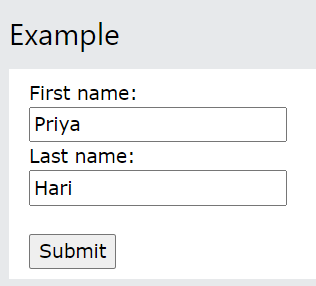 Example
First name:
Priya
Last name:
Hari
Submit